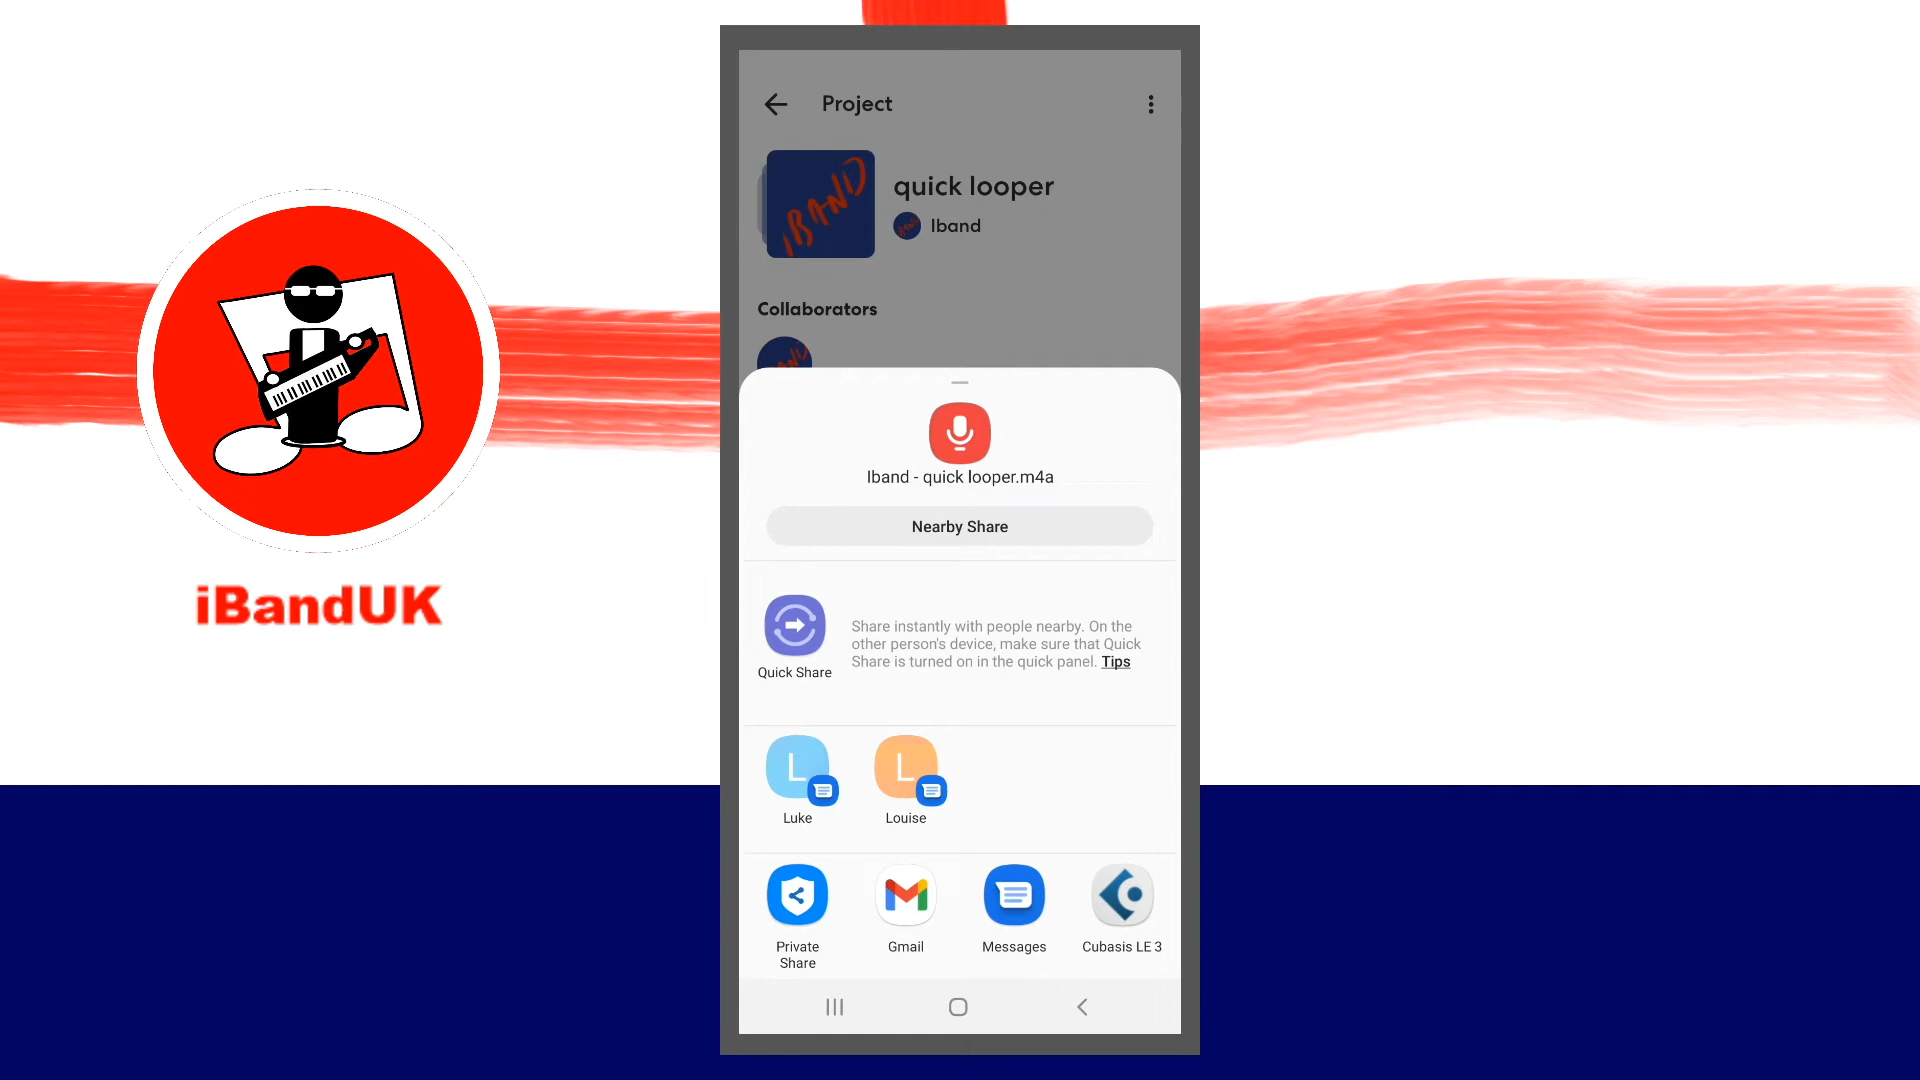 iBandUK
Project
iBAND
quick looper
Iband
Collaborators
Iband - quick looper.m4a
Nearby Share
Quick Share
Share instantly with people nearby. On the
other person's device, make sure that Quick
Share is turned on in the quick panel. Tips
L
L
Luke
Louise
Private
Share
Gmail
Messages
Cubasis LE 3